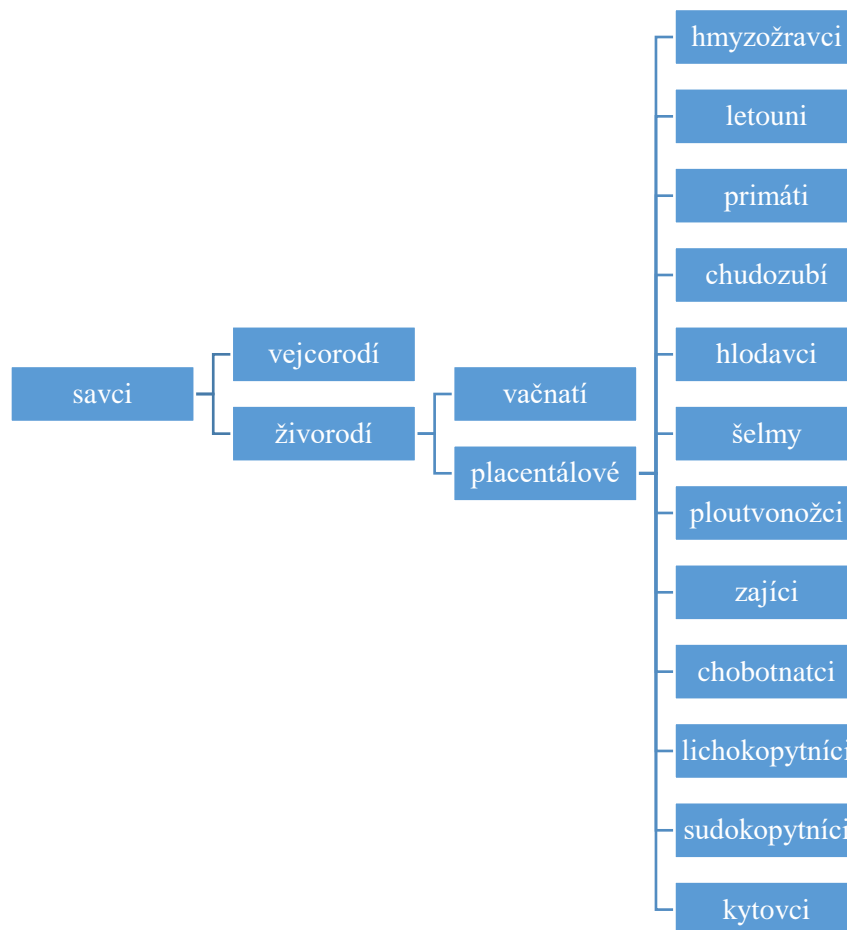 savci
vejcorodí
živorodí
vačnatí
placentálové
hmyzožravci
letouni
primáti
chudozubí
hlodavci
šelmy
ploutvonožci
zajíci
chobotnatci
lichokopytníci
sudokopytníci
kytovci